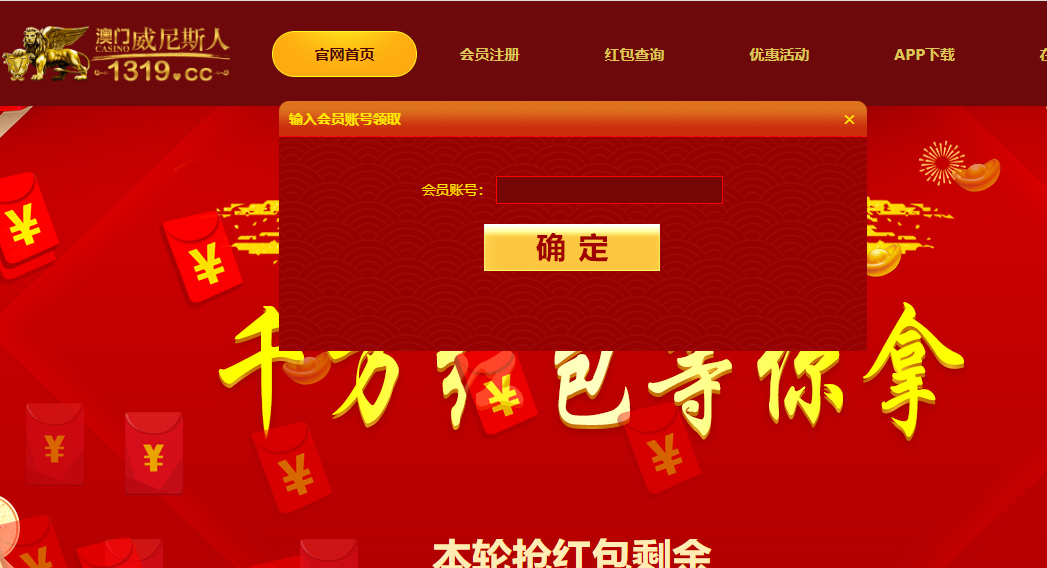 澳门威尼斯人
CASINO
1319.cc
官网首页
会员注册
红包查询
优惠活动
APP下载
输入会员账号领取
×
会员账号：
确 定
千万红包等你拿
¥
¥
¥
¥
¥
¥
¥
¥
本轮抢红包剩余